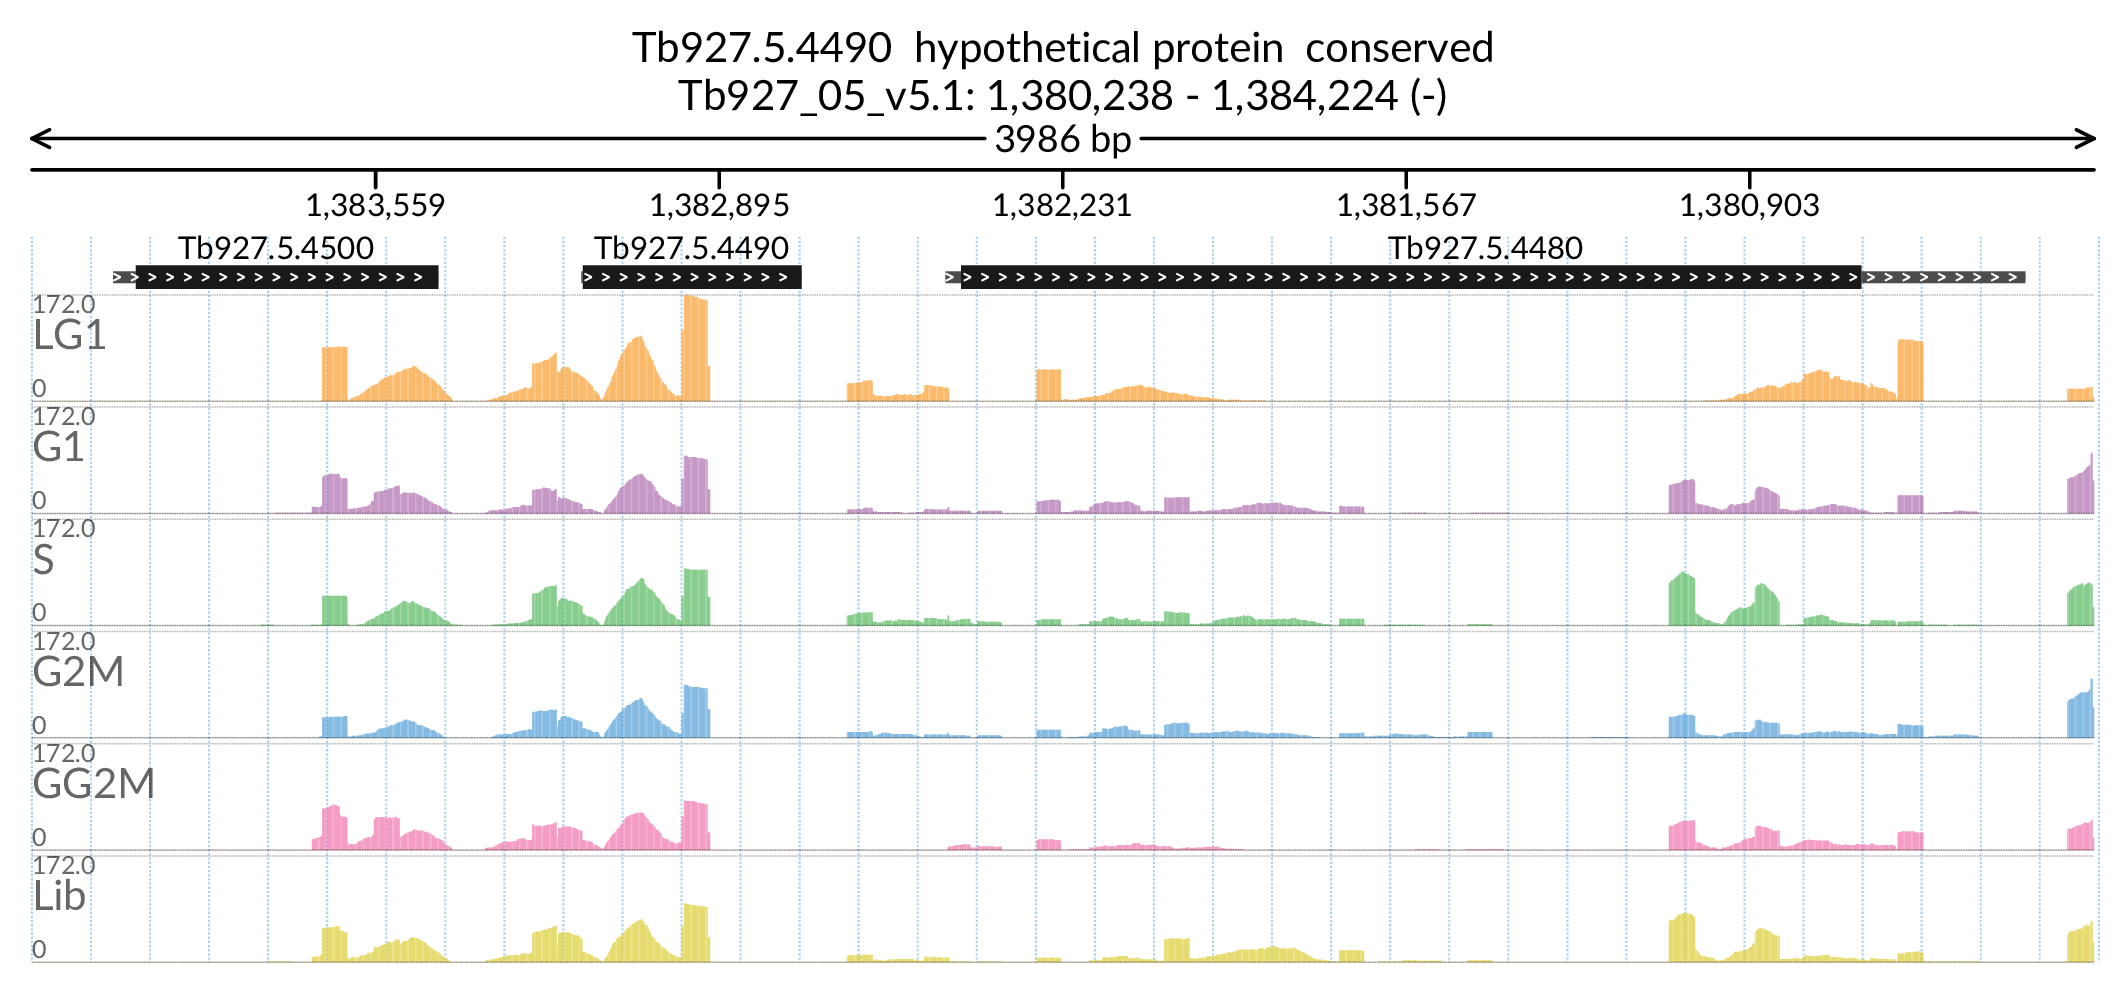 Tb927.5.4490  hypothetical protein  conserved
Tb927_05_v5.1: 1,380,238 - 1,384,224 (-)
3986 bp
1,383,559 1,382,895 1,382,231 1,381,567 1,380,903
Tb927.5.4500 Tb927.5.4490 Tb927.5.4480
172.0
LG1
0
172.0
G1
0
172.0
S
0
172.0
G2M
0
172.0
GG2M
0
172.0
Lib
0